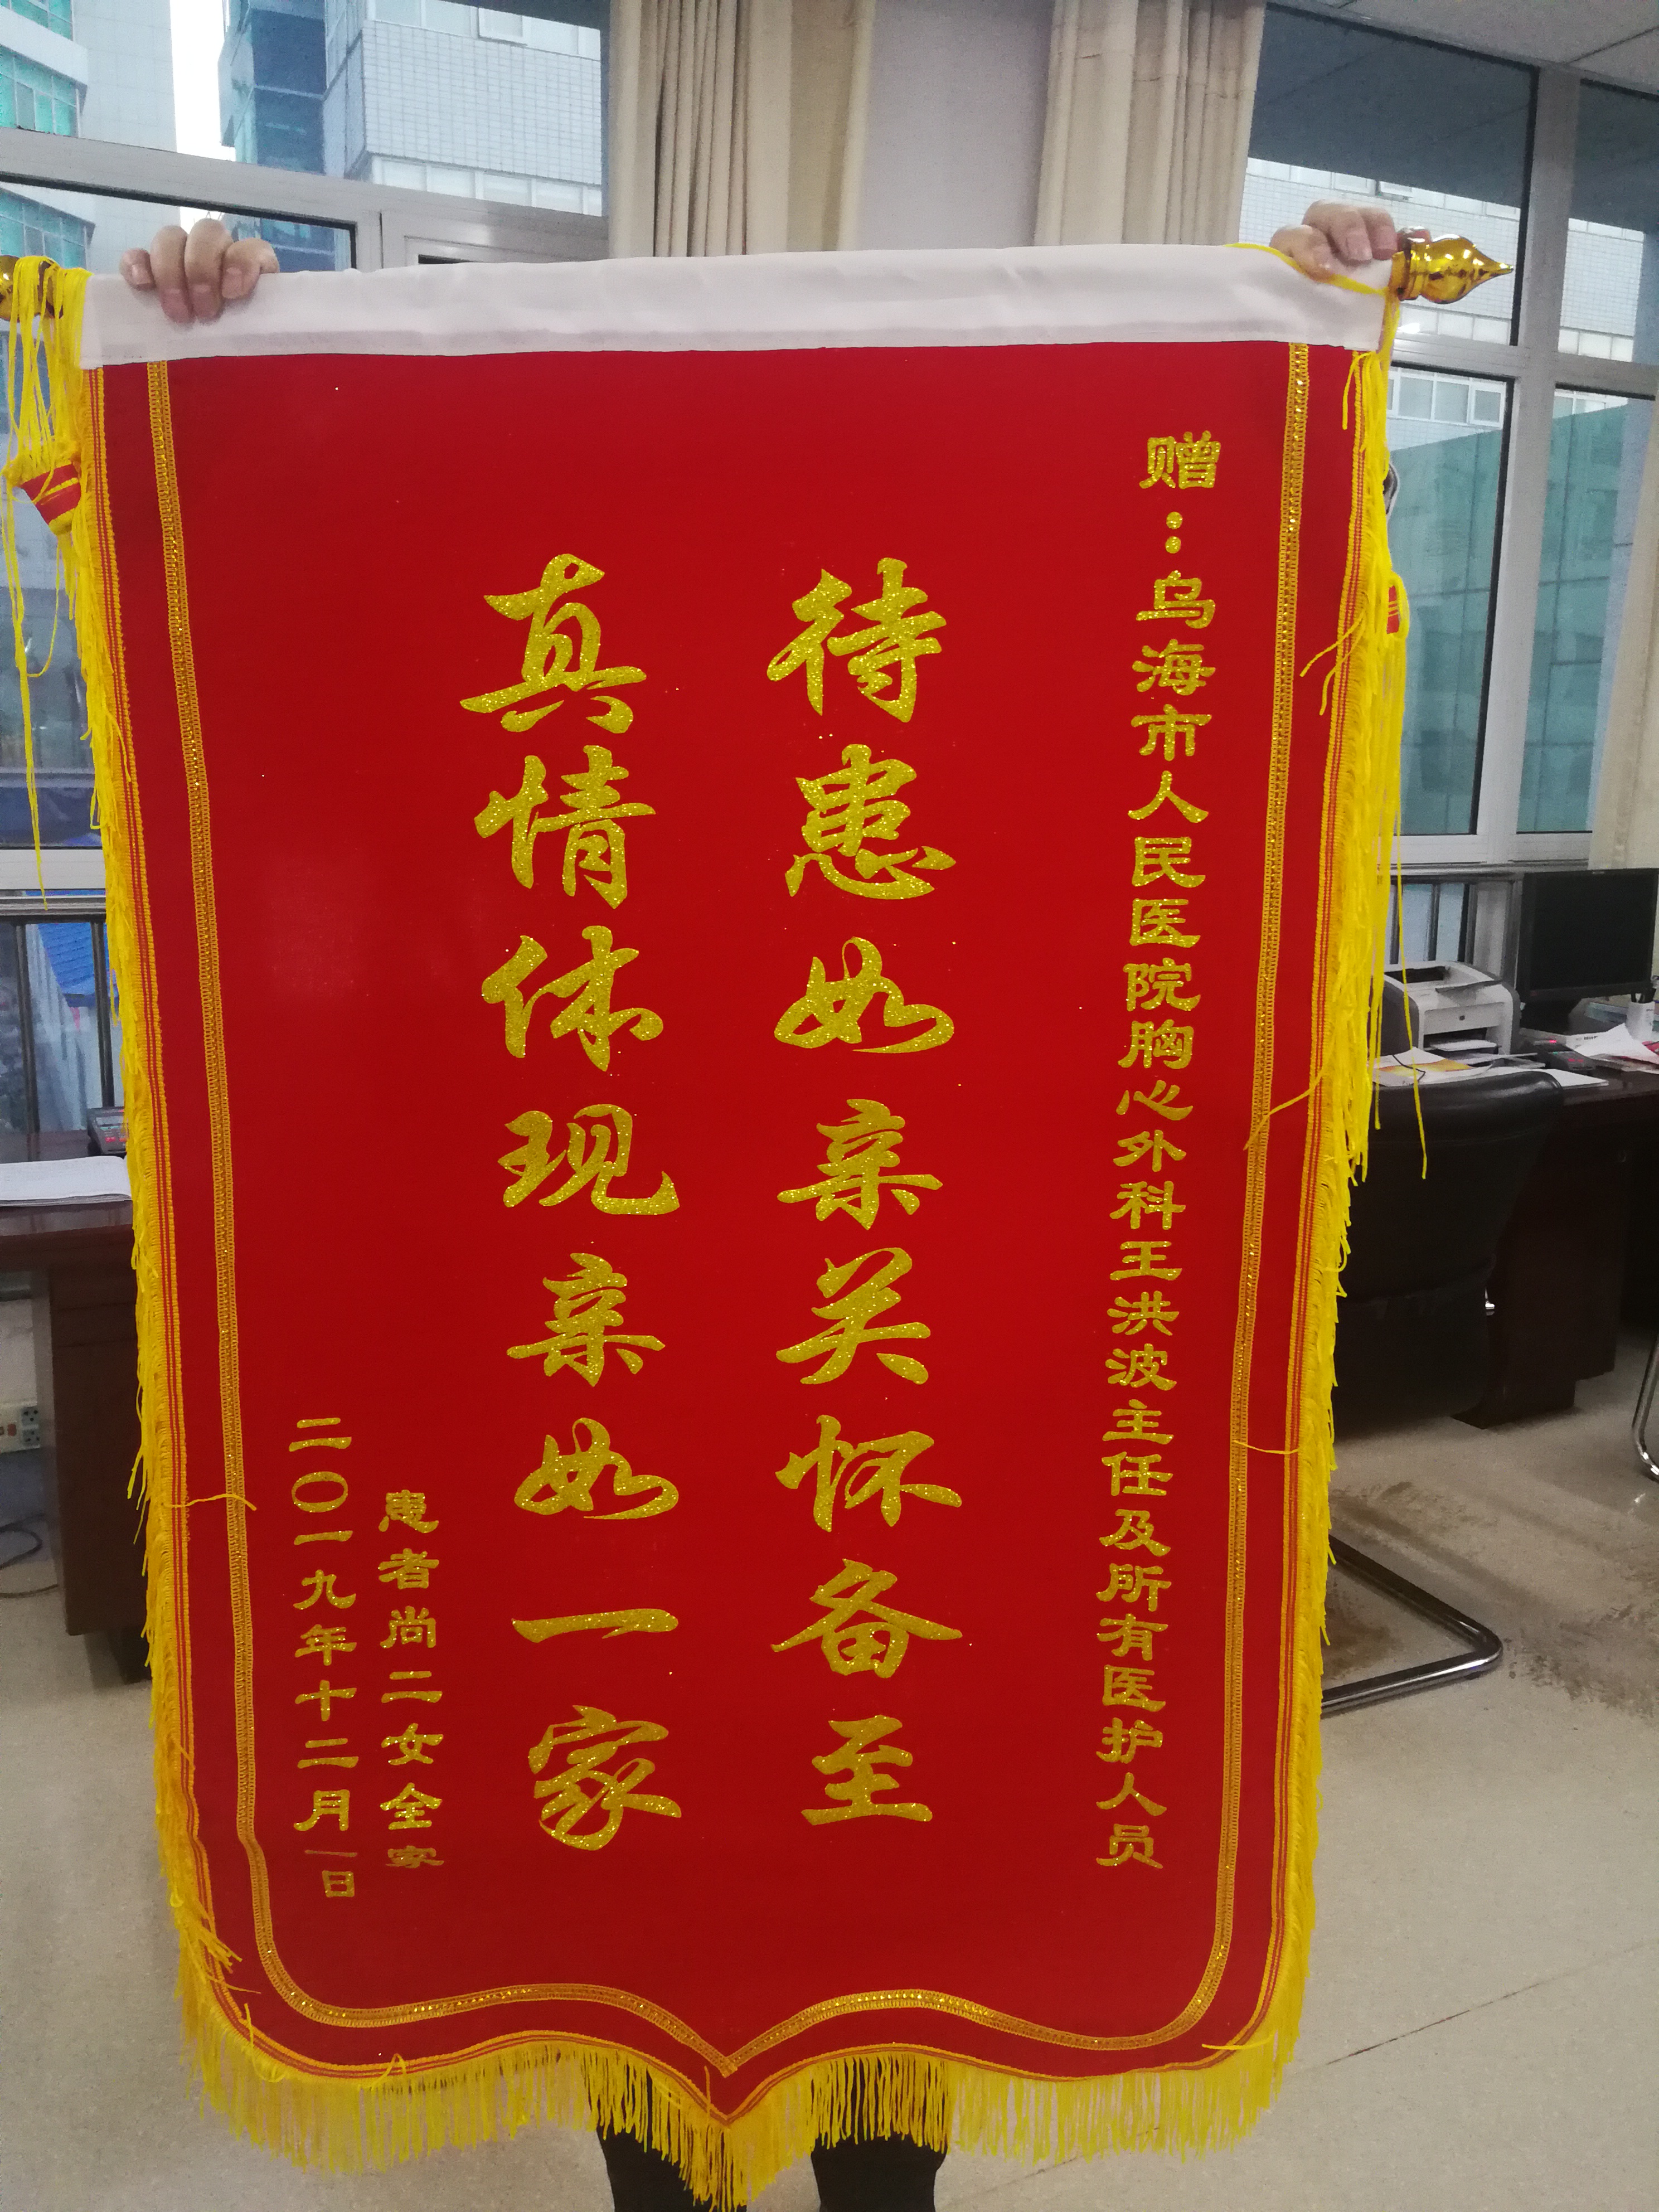 赠:乌海市人民医院胸心外科王洪波主任及所有医护人员
待患如亲关怀备至
真情体现亲如一家
患者尚二女全家
二〇一九年十二月一日